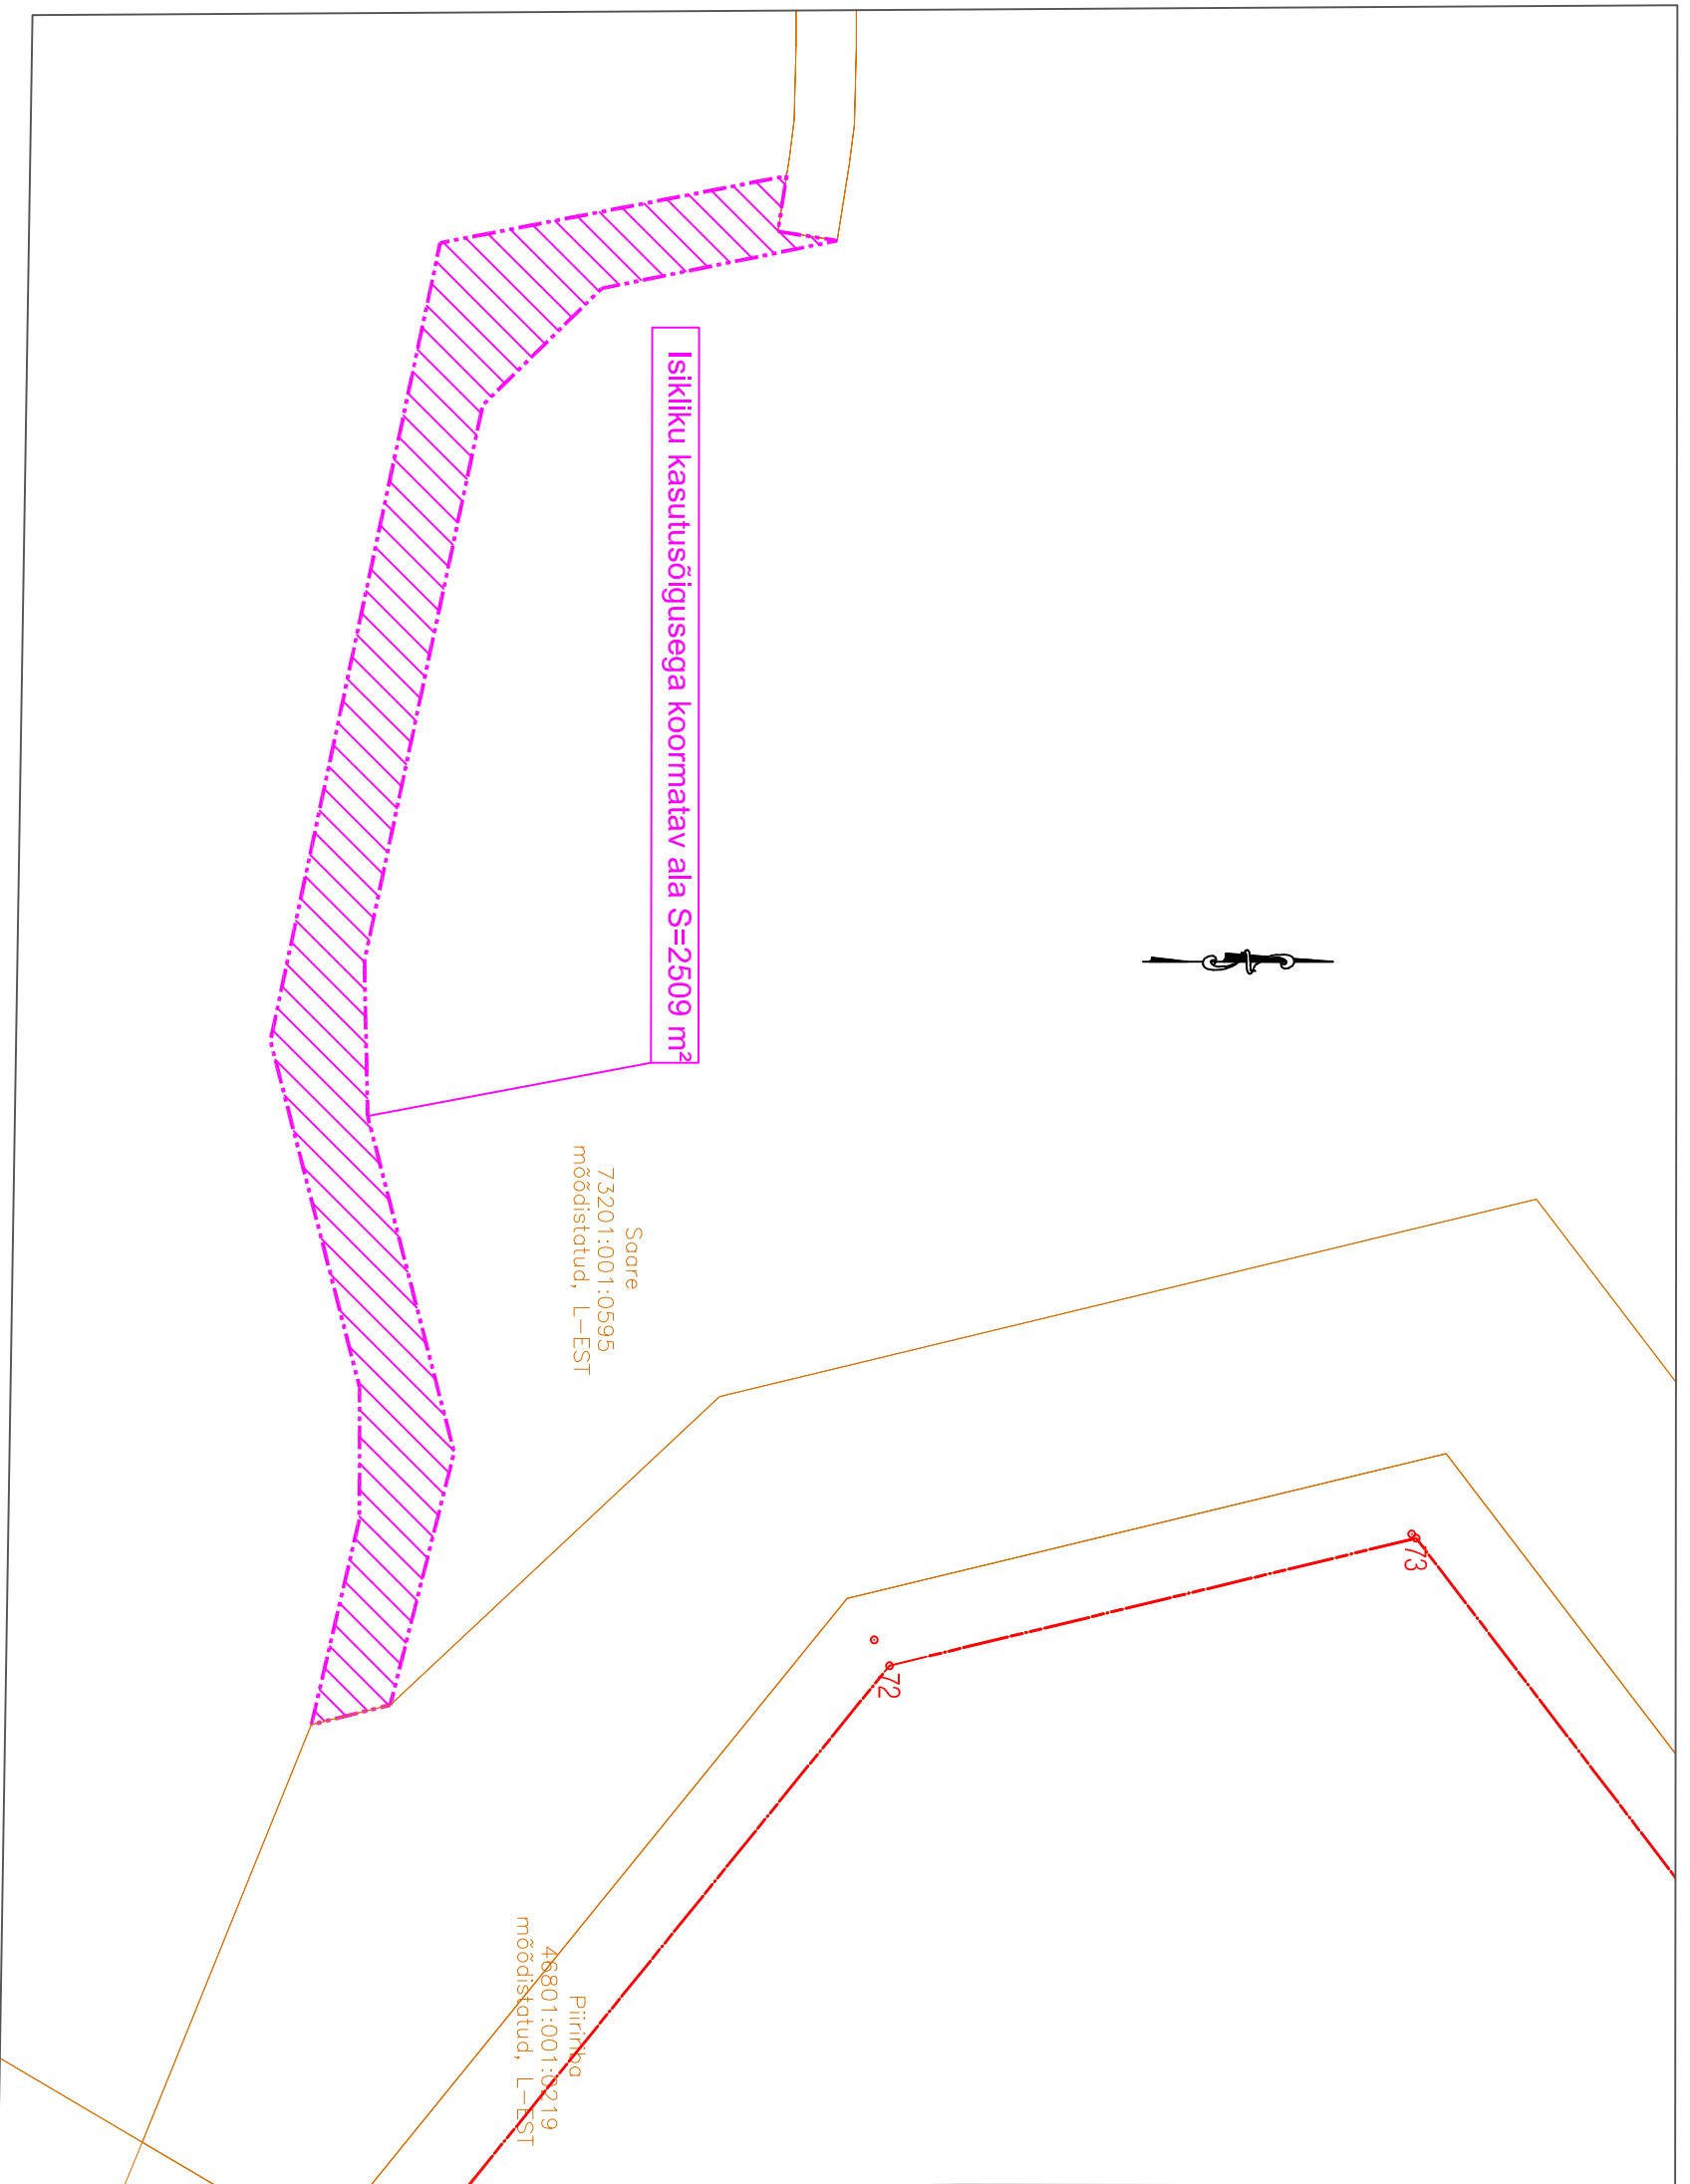 Isikliku kasutusõigusega koormatav ala S=2509 m²
Saare
73201:001:0595
mõõdistatud, L-EST
73
72
Piiririba
46801:001:0219
mõõdistatud, L-EST